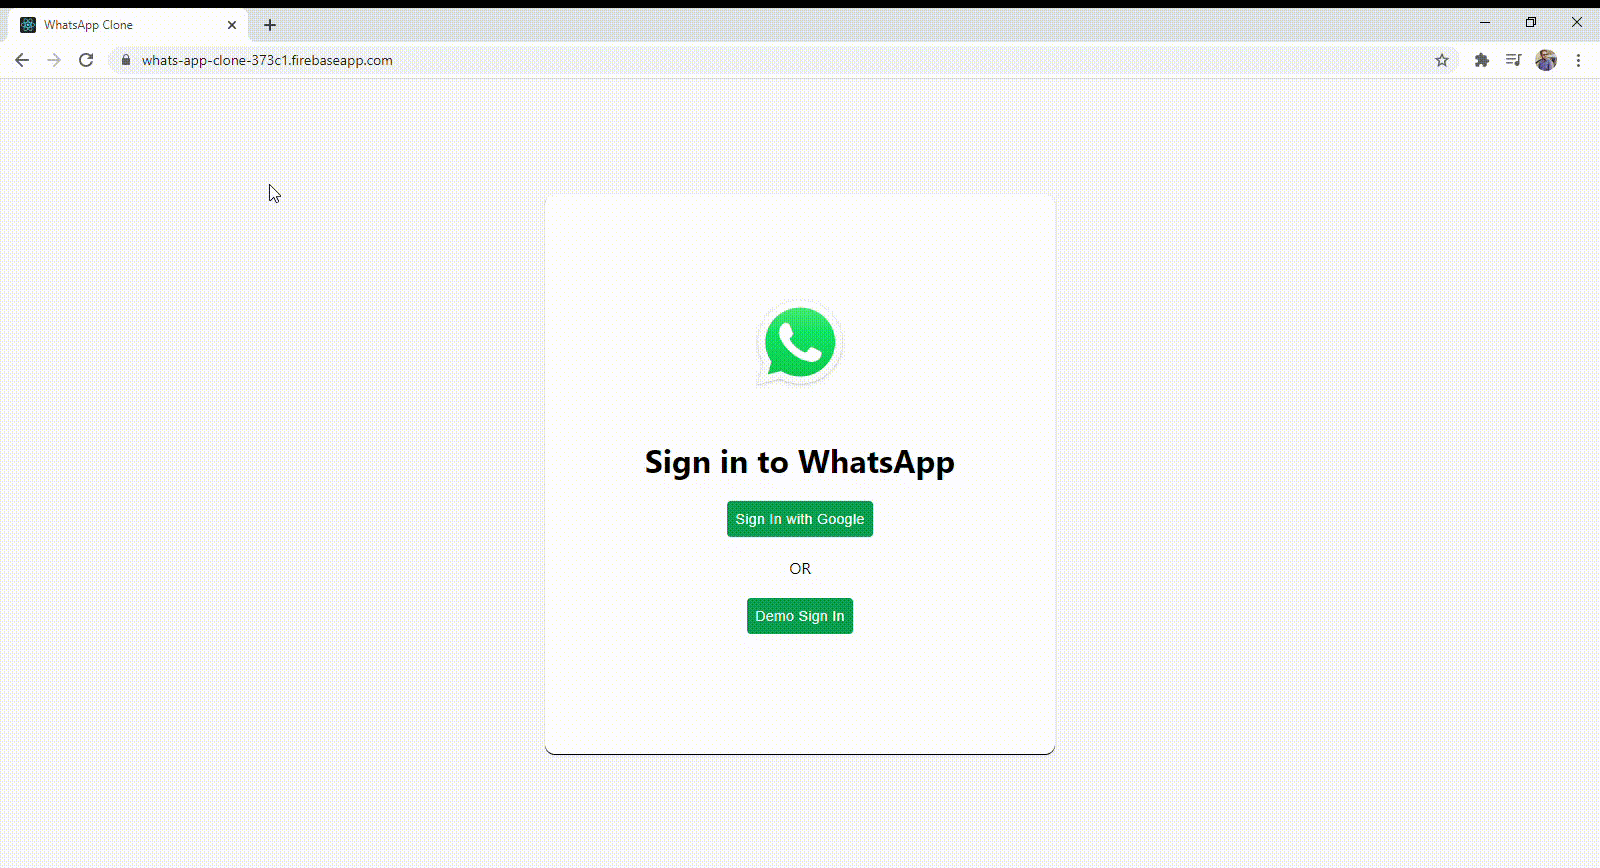 WhatsApp Clone
whats-app-clone-373c1.firebaseapp.com
Sign in to WhatsApp
Sign In with Google
OR
Demo Sign In